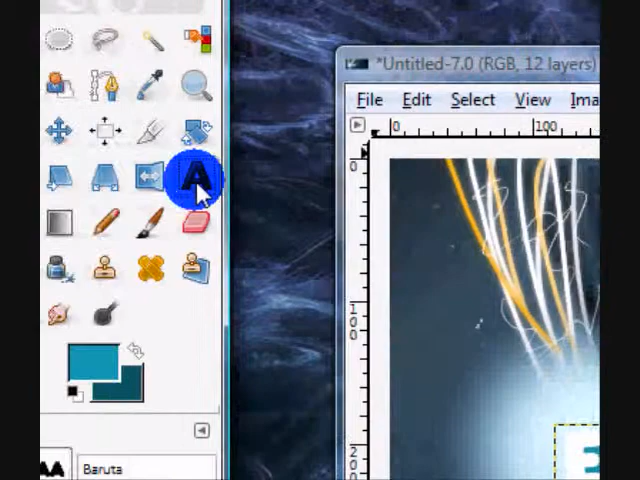 *Untitled-7.0 (RGB, 12 layers)
File Edit Select View Ima
0 100
0
100
200
A
Baruta